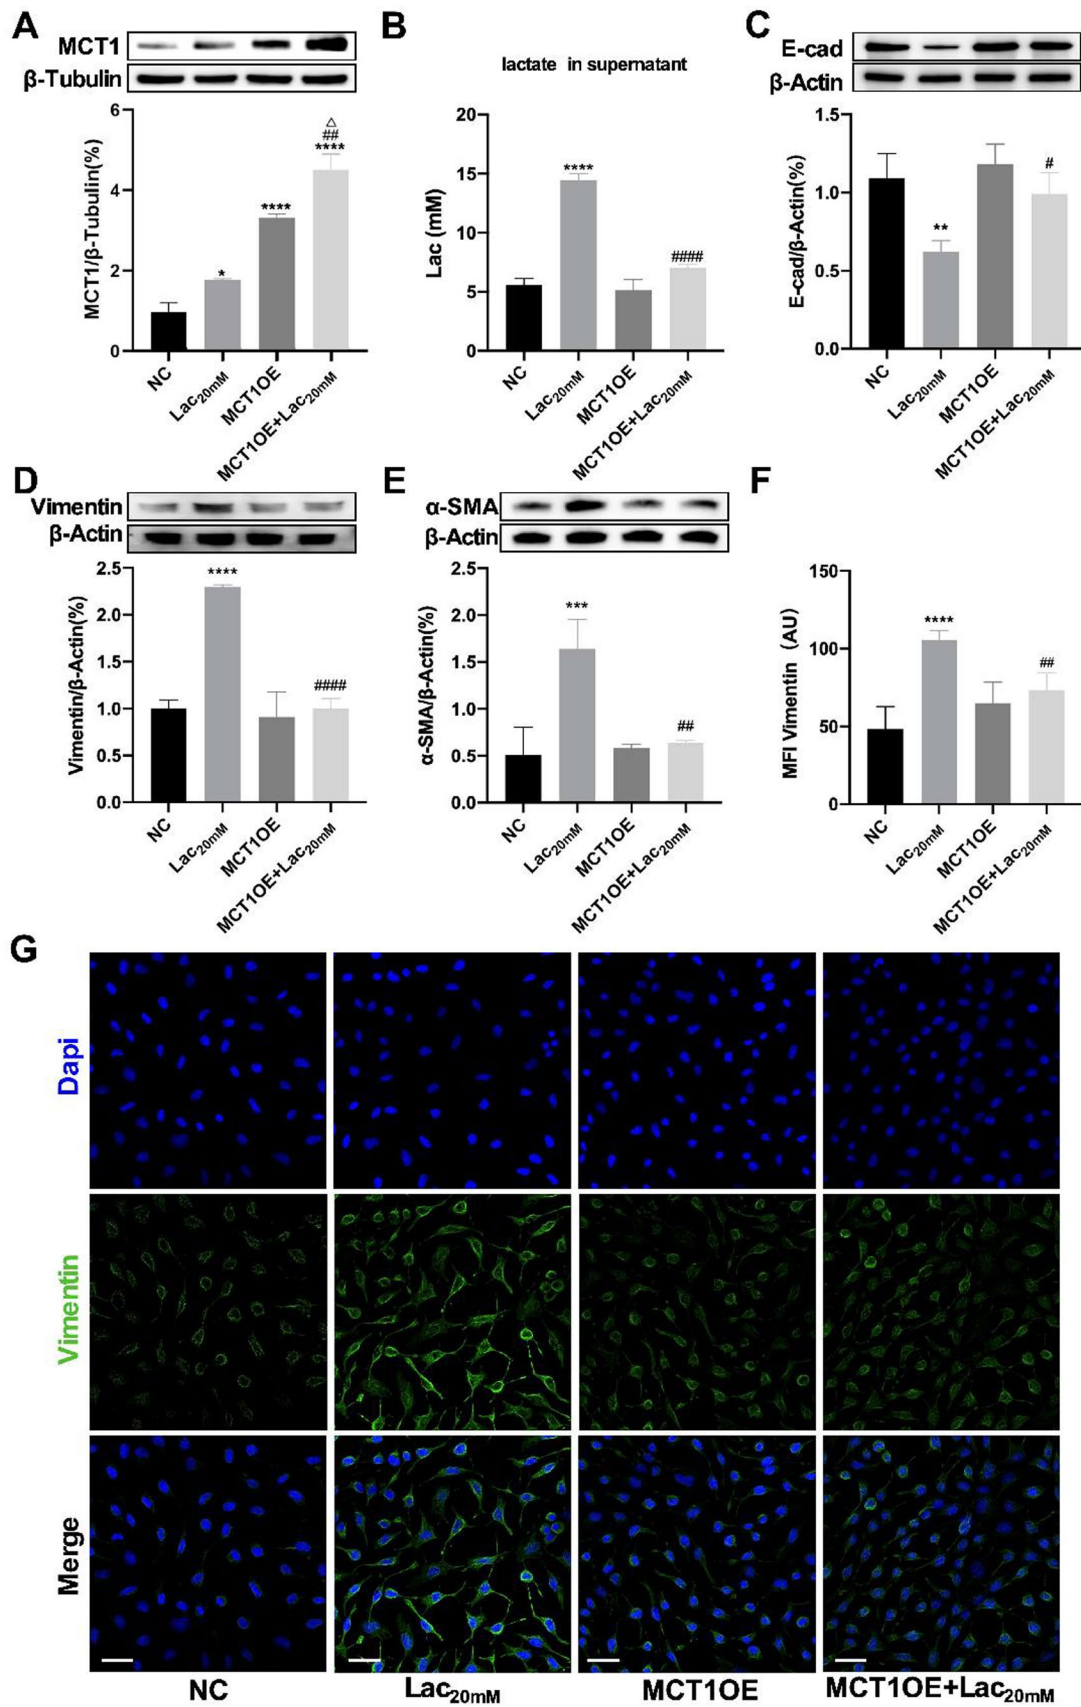 A
MCT1
β-Tubulin
MCT1/β-Tubulin(%)
6
4
2
0
*
****
△
##
****
NC
Lac20mM
MCT1OE
MCT1OE+Lac20mM
B
lactate in supernatant
Lac (mM)
20
15
10
5
0
****
####
NC
Lac20mM
MCT1OE
MCT1OE+Lac20mM
C
E-cad
β-Actin
E-cad/β-Actin(%)
1.5
1.0
0.5
0.0
**
#
NC
Lac20mM
MCT1OE
MCT1OE+Lac20mM
D
Vimentin
β-Actin
Vimentin/β-Actin(%)
2.5
2.0
1.5
1.0
0.5
0.0
****
####
NC
Lac20mM
MCT1OE
MCT1OE+Lac20mM
E
α-SMA
β-Actin
α-SMA/β-Actin(%)
2.5
2.0
1.5
1.0
0.5
0.0
***
##
NC
Lac20mM
MCT1OE
MCT1OE+Lac20mM
F
MFI Vimentin (AU)
150
100
50
0
****
##
NC
Lac20mM
MCT1OE
MCT1OE+Lac20mM
G
Dapi
Vimentin
Merge
NC
Lac20mM
MCT1OE
MCT1OE+Lac20mM